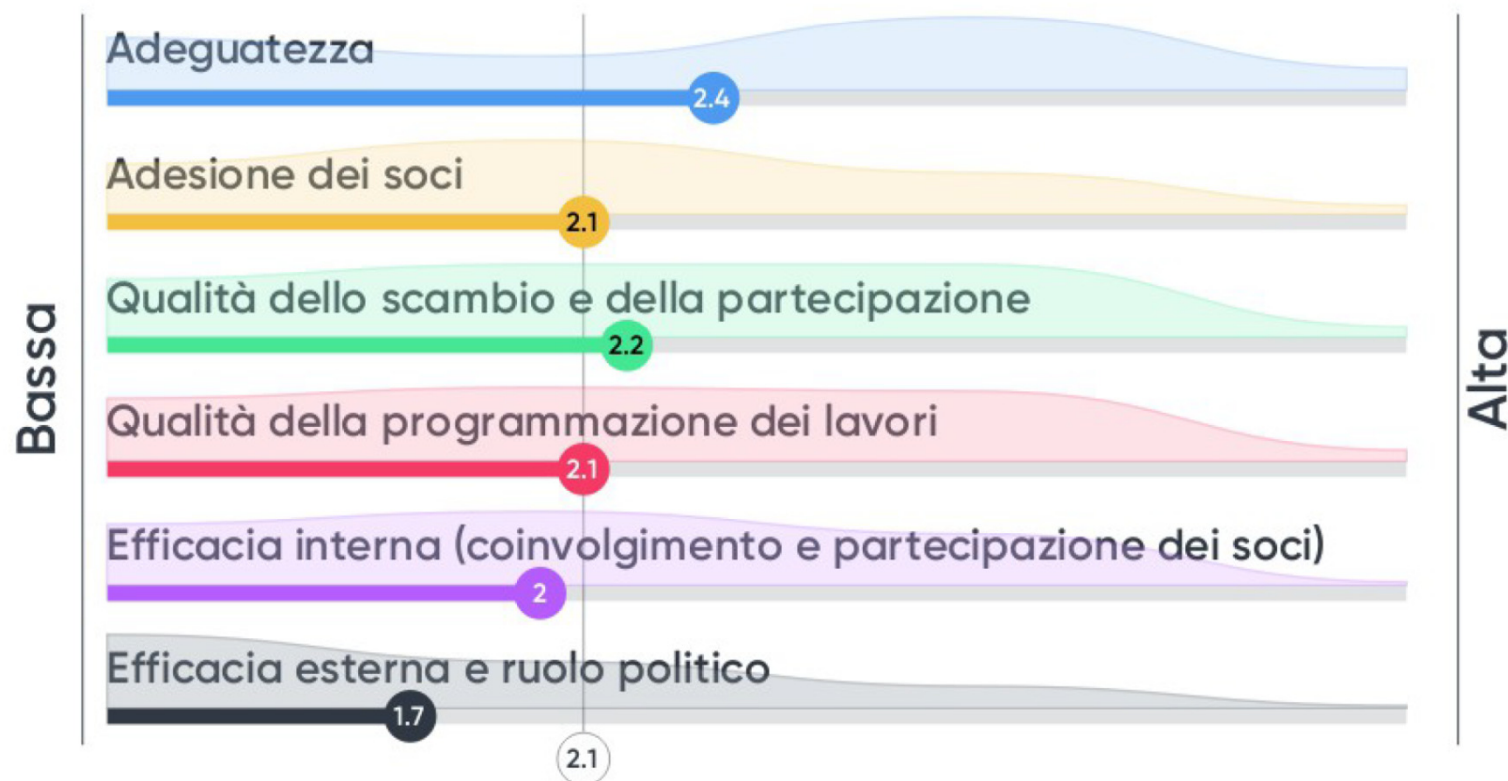 Adeguatezza
2.4
Adesione dei soci
2.1
Qualità dello scambio e della partecipazione
2.2
Bassa
Alta
Qualità della programmazione dei lavori
2.1
Efficacia interna (coinvolgimento e partecipazione dei soci)
2
Efficacia esterna e ruolo politico
1.7
2.1